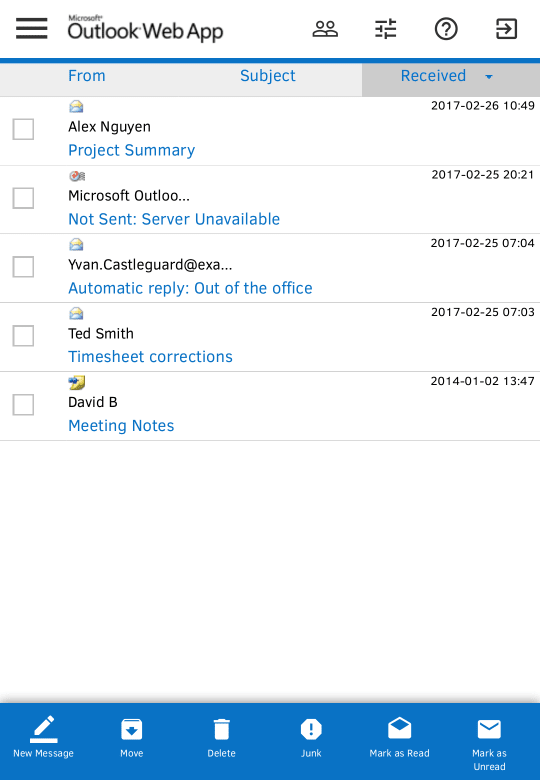 Microsoft®
Outlook Web App
From Subject Received
2017-02-26 10:49
Alex Nguyen
Project Summary
2017-02-25 20:21
Microsoft Outloo...
Not Sent: Server Unavailable
2017-02-25 07:04
Yvan.Castleguard@exa...
Automatic reply: Out of the office
2017-02-25 07:03
Ted Smith
Timesheet corrections
2014-01-02 13:47
David B
Meeting Notes
New Message Move Delete Junk Mark as Read Mark as
Unread